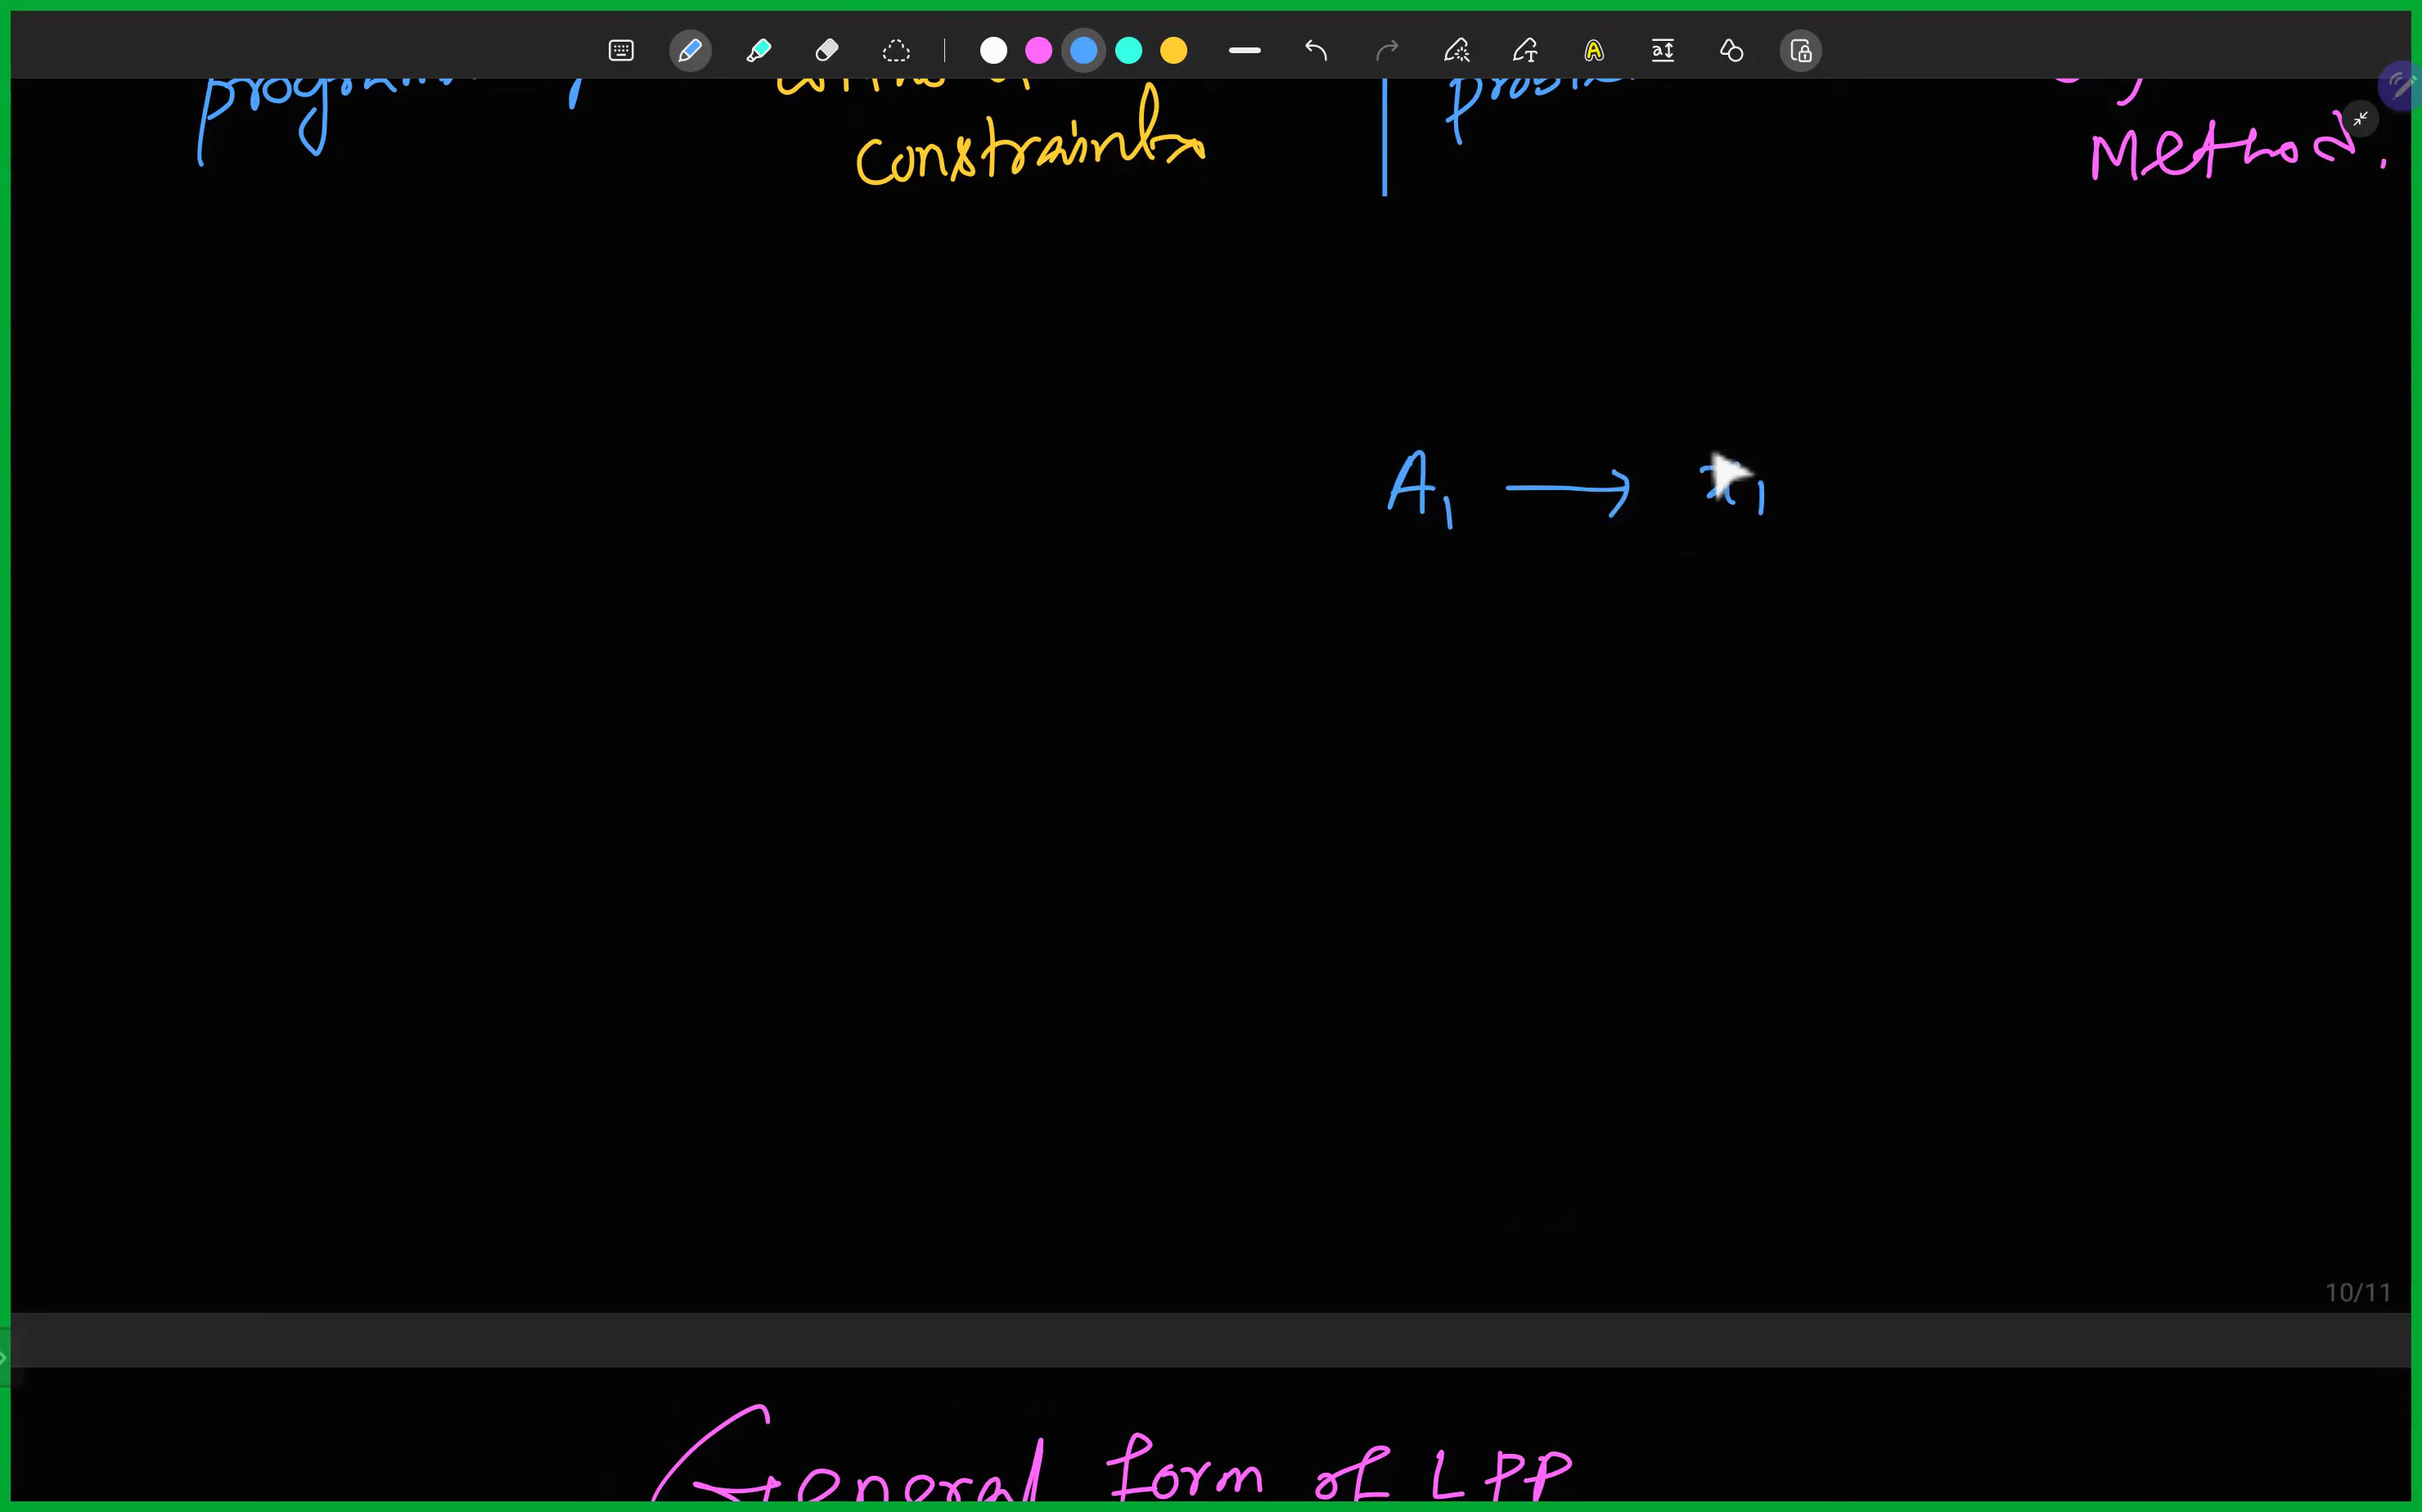 constraints
Method.
A₁ → x₁
10/11
General form of LPP